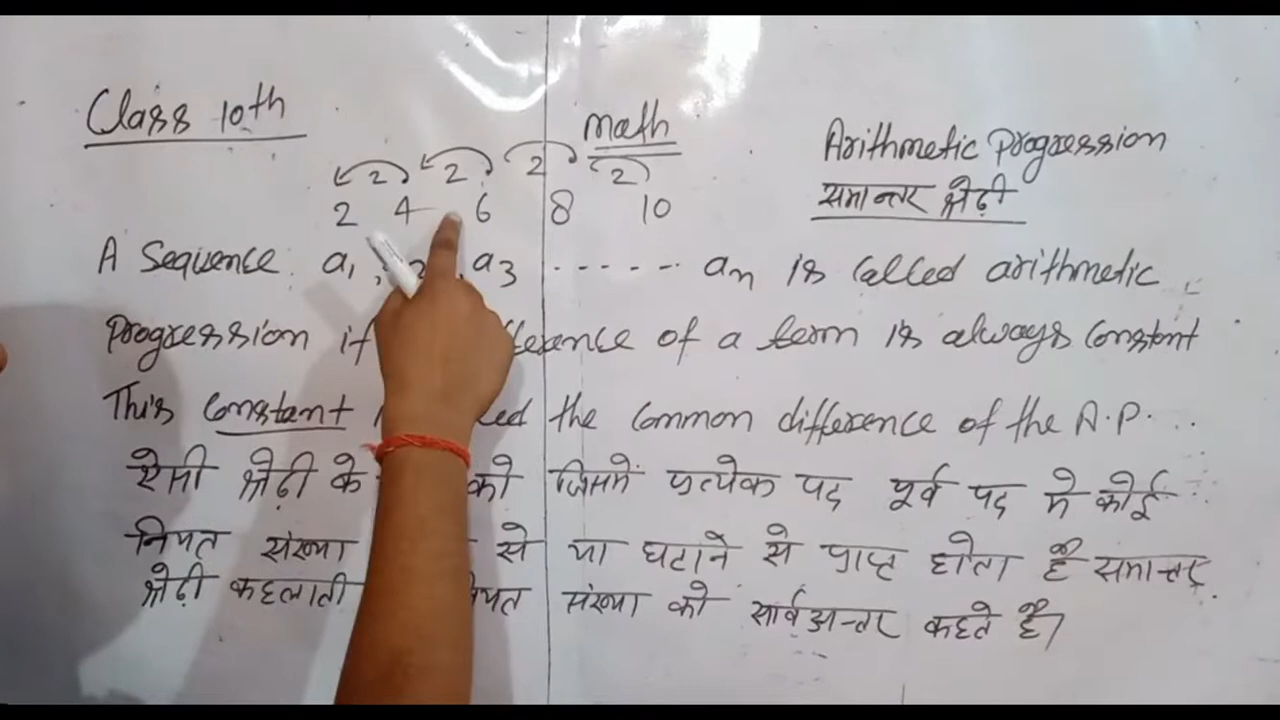 Class 10th
Math
Arithmetic Progression
समान्तर श्रेढ़ी
2 2 2 2
2 4 6 8 10
A Sequence a₁, a₃ ------ aₙ is called arithmetic
Progression if of a term is always Constant
This Constant the Common difference of the A.P.
ऐसी श्रेढ़ी के को जिसमें प्रत्येक पद पूर्व पद मे कोई
नियत संख्या से या घटाने से प्राप्त होता है समान्तर
श्रेढ़ी कहलाती संख्या को सार्वअन्तर कहते है।